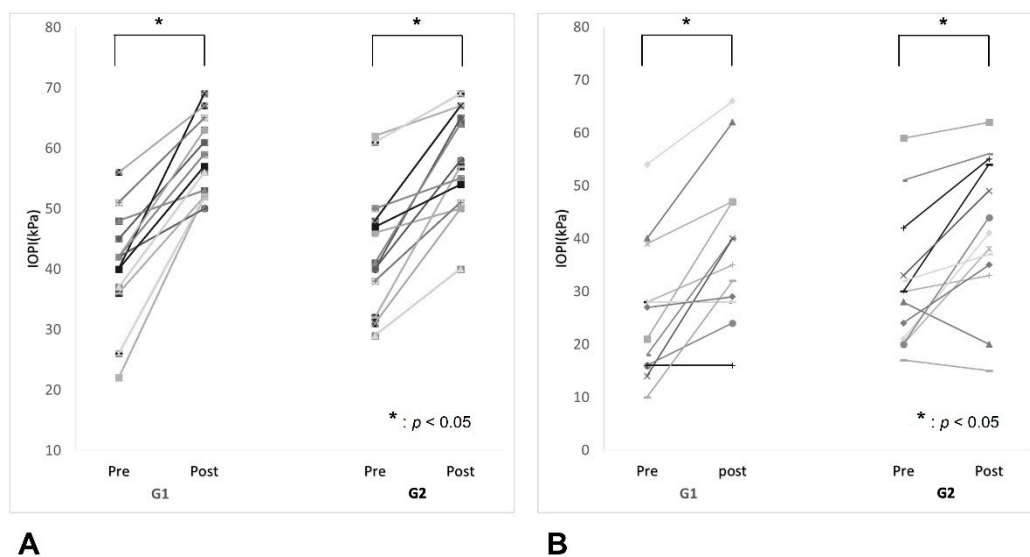 * *
80
70
60
50
40
30
20
10
IOPI(kPa)
* : p < 0.05
Pre Post Pre Post
G1 G2
A
* *
80
70
60
50
40
30
20
10
0
IOPI(kPa)
* : p < 0.05
Pre post Pre Post
G1 G2
B